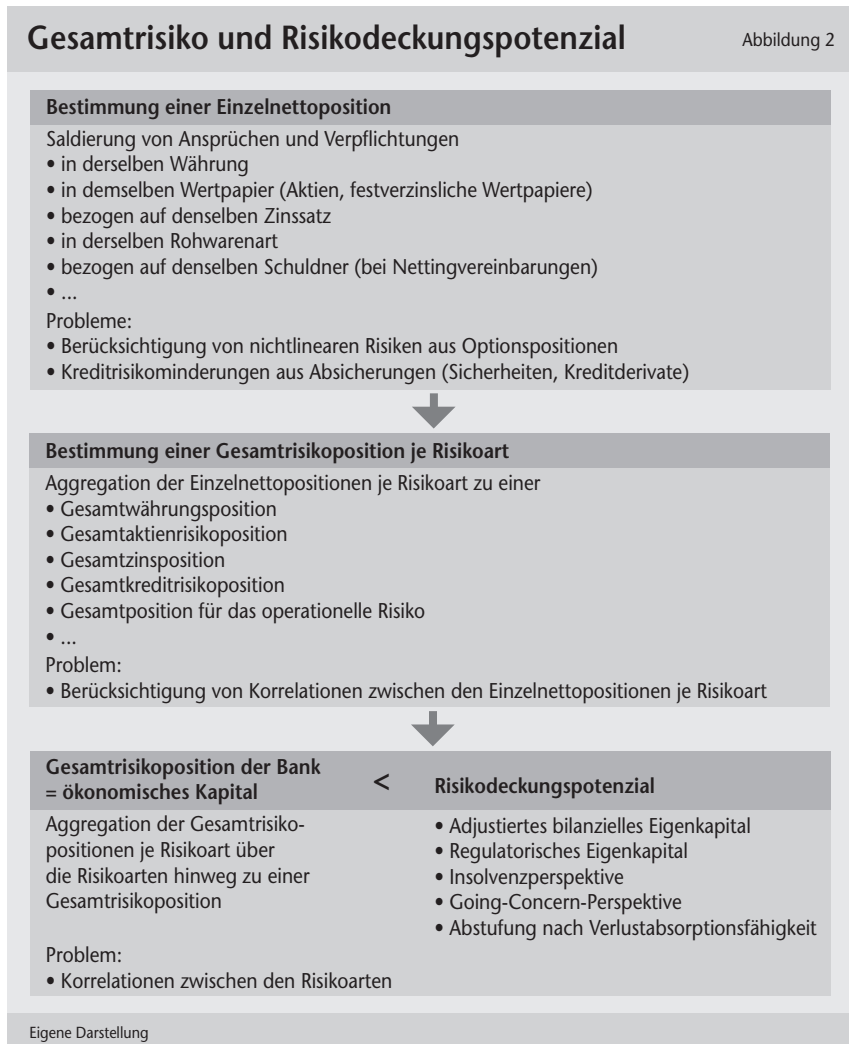 Gesamtrisiko und Risikodeckungspotenzial
Abbildung 2
Bestimmung einer Einzelnettoposition
Saldierung von Ansprüchen und Verpflichtungen
• in derselben Währung
• in demselben Wertpapier (Aktien, festverzinsliche Wertpapiere)
• bezogen auf denselben Zinssatz
• in derselben Rohwarenart
• bezogen auf denselben Schuldner (bei Nettingvereinbarungen)
• ...
Probleme:
• Berücksichtigung von nichtlinearen Risiken aus Optionspositionen
• Kreditrisikominderungen aus Absicherungen (Sicherheiten, Kreditderivate)
Bestimmung einer Gesamtrisikoposition je Risikoart
Aggregation der Einzelnettopositionen je Risikoart zu einer
• Gesamtwährungsposition
• Gesamtaktienrisikoposition
• Gesamtzinsposition
• Gesamtkreditrisikoposition
• Gesamtposition für das operationelle Risiko
• ...
Problem:
• Berücksichtigung von Korrelationen zwischen den Einzelnettopositionen je Risikoart
Gesamtrisikoposition der Bank
= ökonomisches Kapital
<
Risikodeckungspotenzial
Aggregation der Gesamtrisiko-
positionen je Risikoart über
die Risikoarten hinweg zu einer
Gesamtrisikoposition
Problem:
• Korrelationen zwischen den Risikoarten
• Adjustiertes bilanzielles Eigenkapital
• Regulatorisches Eigenkapital
• Insolvenzperspektive
• Going-Concern-Perspektive
• Abstufung nach Verlustabsorptionsfähigkeit
Eigene Darstellung